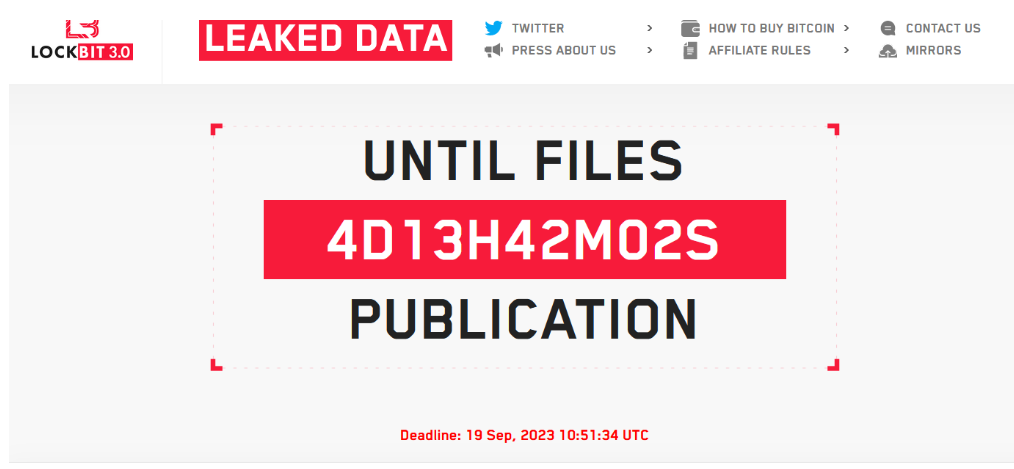 LOCKBIT 3.0
LEAKED DATA
TWITTER >
HOW TO BUY BITCOIN >
CONTACT US
PRESS ABOUT US >
AFFILIATE RULES >
MIRRORS
UNTIL FILES
4D13H42M02S
PUBLICATION
Deadline: 19 Sep, 2023 10:51:34 UTC